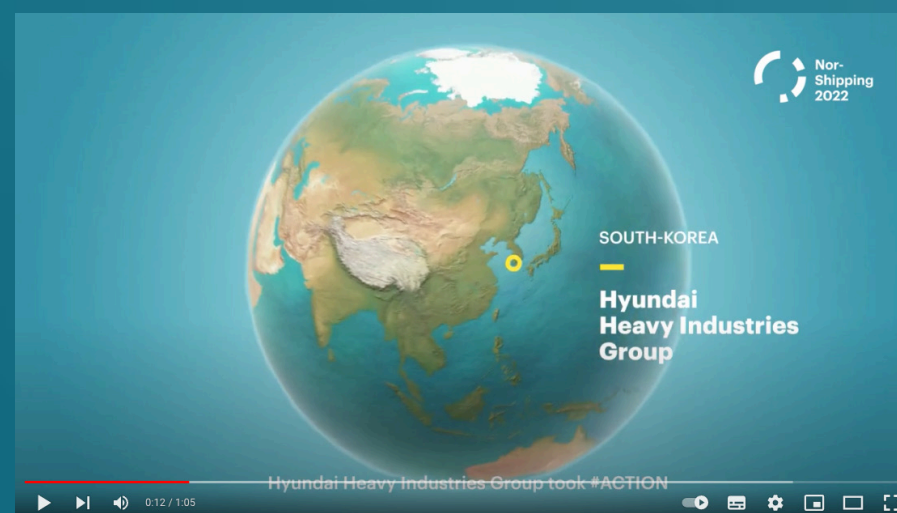 Nor-
Shipping
2022
SOUTH-KOREA
Hyundai
Heavy Industries
Group
Hyundai Heavy Industries Group took #ACTION
0:12 / 1:05